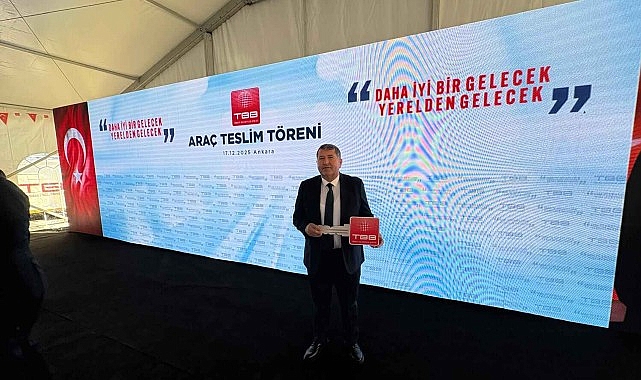 “ DAHA İYİ BİR GELECEK
YERELDEN GELECEK ”
TBB
ARAÇ TESLİM TÖRENİ
17.12.2025 Ankara
“ DAHA İYİ BİR GELECEK
YERELDEN GELECEK ”
TBB